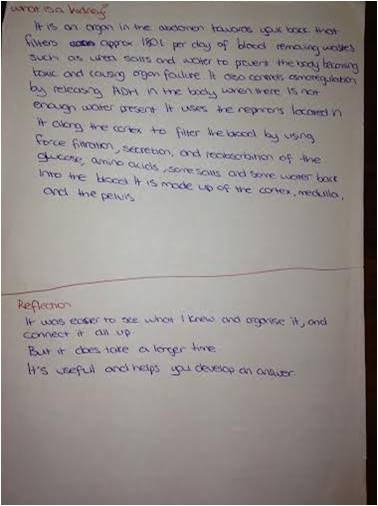 What is a kidney?
It is an organ in the abdomen towards your back that
filters approx 180l per day of blood removing wastes
such as urea salts and water to prevent the body becoming
toxic and causing organ failure. It also controls osmoregulation
by releasing ADH in the body when there is not
enough water present. It uses the nephrons located in
it along the cortex to filter the blood by using
force filtration, secretion, and reabsorbtion of the
glucose, amino acids, some salts and some water back
into the blood It is made up of the cortex, medulla,
and the pelvis
Reflection
It was easier to see what I knew and organise it, and
connect it all up.
But it does take a longer time.
It's useful and helps you develop an answer.